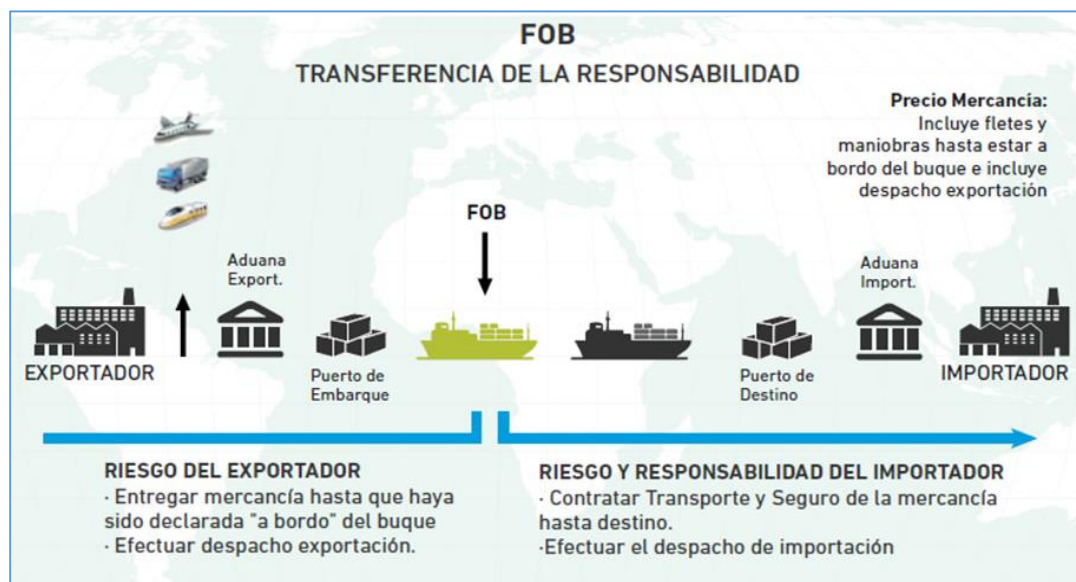 FOB
TRANSFERENCIA DE LA RESPONSABILIDAD
Precio Mercancía:
Incluye fletes y
maniobras hasta estar a
bordo del buque e incluye
despacho exportación
FOB
Aduana
Export.
Aduana
Import.
EXPORTADOR
Puerto de
Embarque
Puerto de
Destino
IMPORTADOR
RIESGO DEL EXPORTADOR
· Entregar mercancía hasta que haya
sido declarada "a bordo" del buque
· Efectuar despacho exportación.
RIESGO Y RESPONSABILIDAD DEL IMPORTADOR
· Contratar Transporte y Seguro de la mercancía
hasta destino.
·Efectuar el despacho de importación